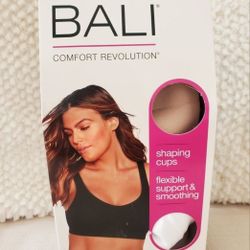 BALI®
COMFORT REVOLUTION®
shaping
cups
flexible
support &
smoothing